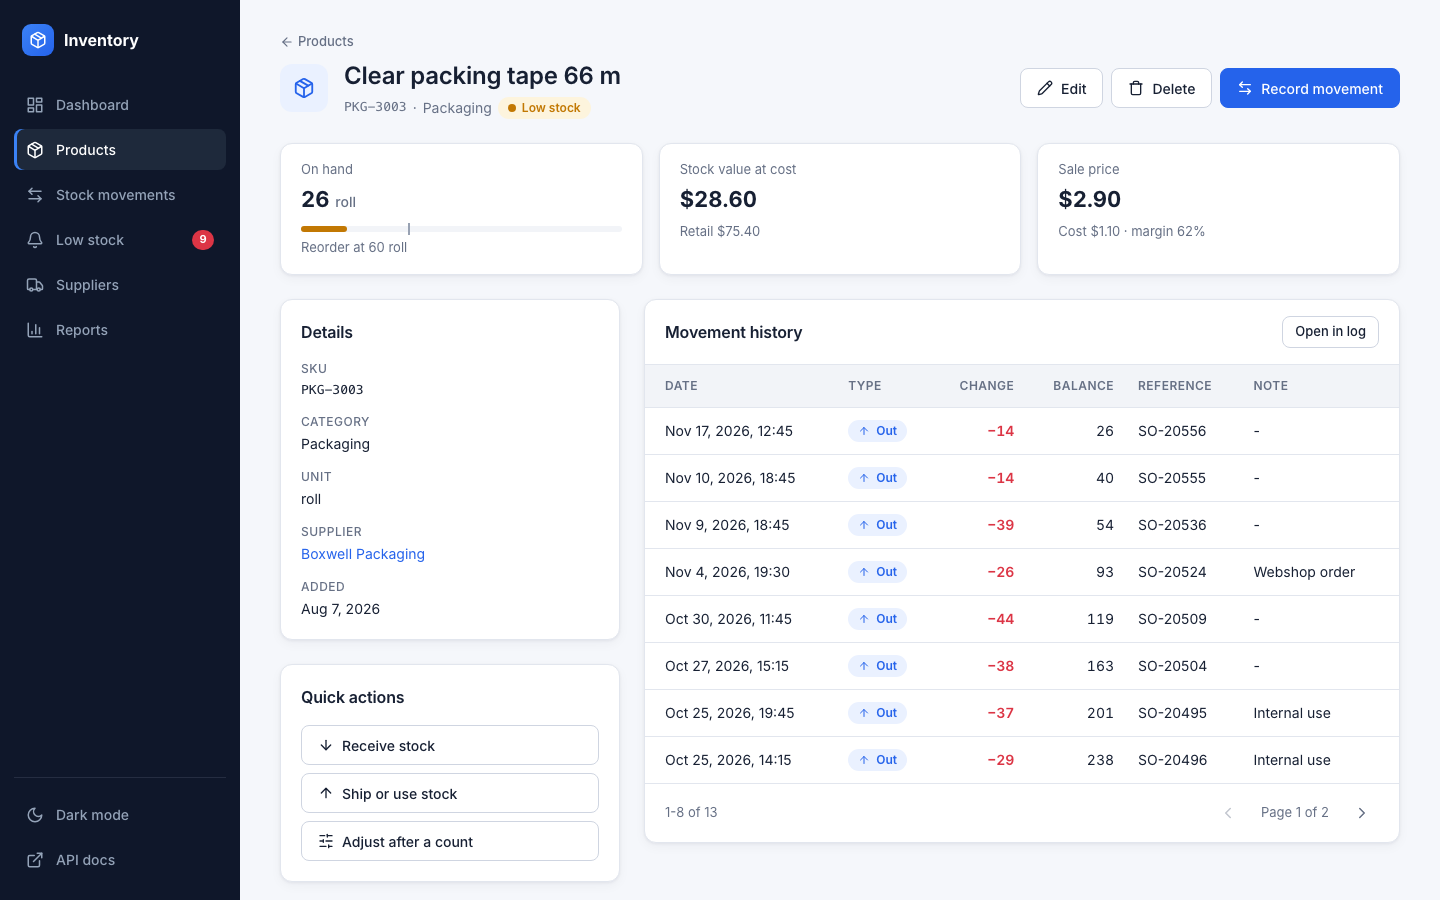 Inventory
Dashboard
Products
Stock movements
Low stock 9
Suppliers
Reports
Dark mode
API docs
Products
Clear packing tape 66 m
PKG-3003 · Packaging Low stock
Edit
Delete
Record movement
On hand
26 roll
Reorder at 60 roll
Stock value at cost
$28.60
Retail $75.40
Sale price
$2.90
Cost $1.10 · margin 62%
Details
SKU
PKG-3003
CATEGORY
Packaging
UNIT
roll
SUPPLIER
Boxwell Packaging
ADDED
Aug 7, 2026
Quick actions
Receive stock
Ship or use stock
Adjust after a count
Movement history
Open in log
DATE TYPE CHANGE BALANCE REFERENCE NOTE
Nov 17, 2026, 12:45 Out −14 26 SO-20556 -
Nov 10, 2026, 18:45 Out −14 40 SO-20555 -
Nov 9, 2026, 18:45 Out −39 54 SO-20536 -
Nov 4, 2026, 19:30 Out −26 93 SO-20524 Webshop order
Oct 30, 2026, 11:45 Out −44 119 SO-20509 -
Oct 27, 2026, 15:15 Out −38 163 SO-20504 -
Oct 25, 2026, 19:45 Out −37 201 SO-20495 Internal use
Oct 25, 2026, 14:15 Out −29 238 SO-20496 Internal use
1-8 of 13
Page 1 of 2